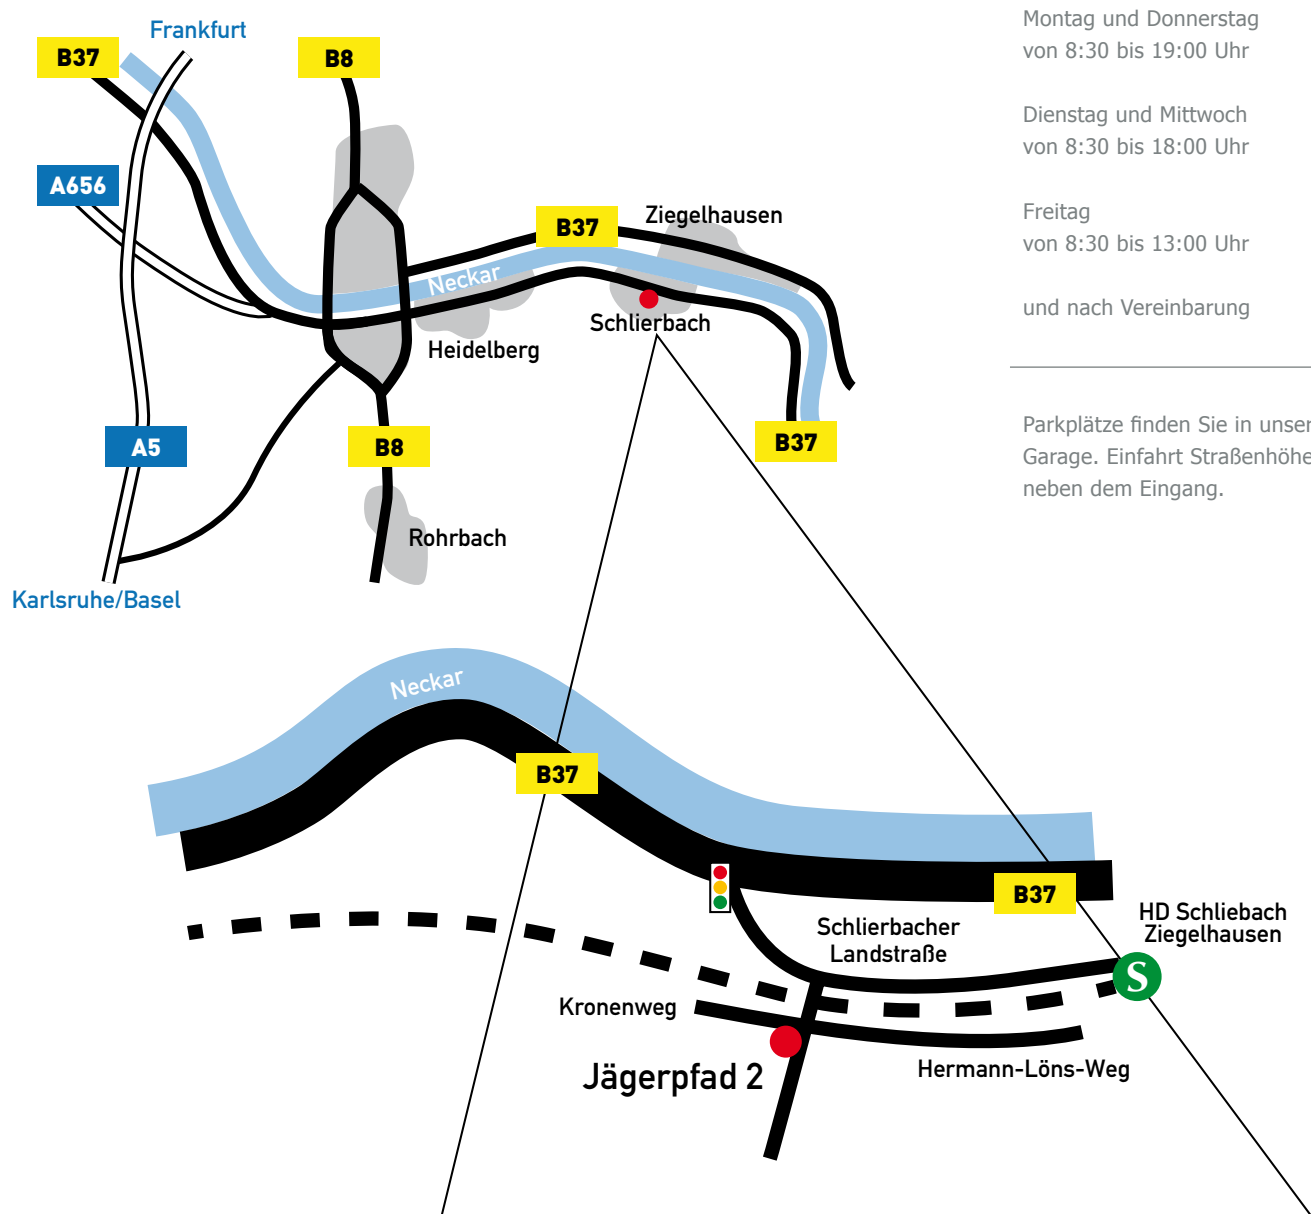 Frankfurt
B37
B8
A656
B37
Ziegelhausen
Neckar
Schlierbach
Heidelberg
A5
B8
B37
Rohrbach
Karlsruhe/Basel
Montag und Donnerstag
von 8:30 bis 19:00 Uhr
Dienstag und Mittwoch
von 8:30 bis 18:00 Uhr
Freitag
von 8:30 bis 13:00 Uhr
und nach Vereinbarung
Parkplätze finden Sie in unser
Garage. Einfahrt Straßenhöhe
neben dem Eingang.
Neckar
B37
B37
HD Schliebach
Ziegelhausen
Schlierbacher
Landstraße
S
Kronenweg
Jägerpfad 2
Hermann-Löns-Weg